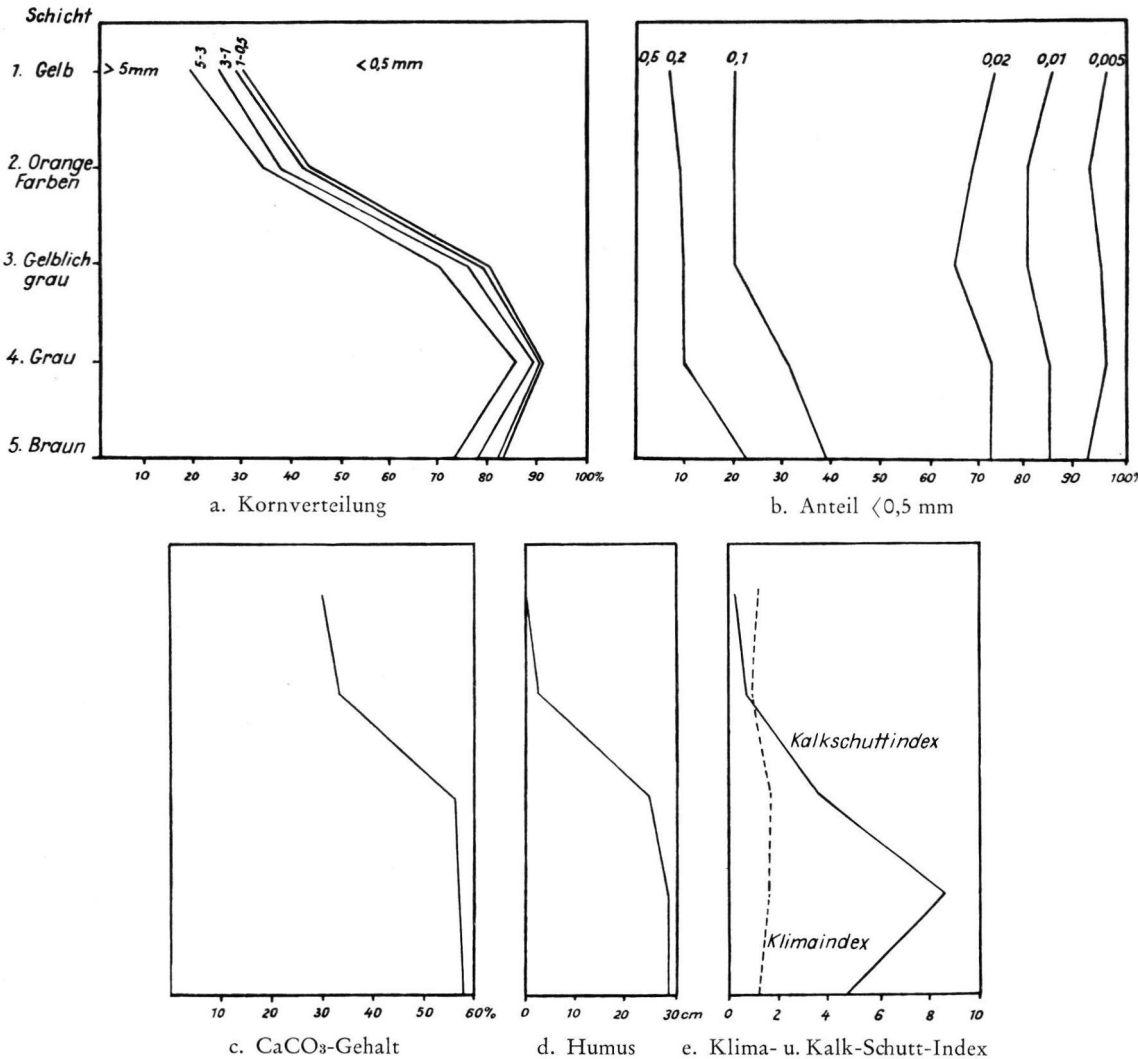 Schicht
1. Gelb
2. Orange
Farben
3. Gelblich
grau
4. Grau
5. Braun
> 5mm
5-3
3-1
1-0,5
< 0,5 mm
10 20 30 40 50 60 70 80 90 100%
a. Kornverteilung
0,5 0,2 0,1 0,02 0,01 0,005
10 20 30 40 50 60 70 80 90 100%
b. Anteil <0,5 mm
10 20 30 40 50 60%
c. CaCO₃-Gehalt
0 10 20 30 cm
d. Humus
Kalkschuttindex
Klimaindex
0 2 4 6 8 10
e. Klima- u. Kalk-Schutt-Index